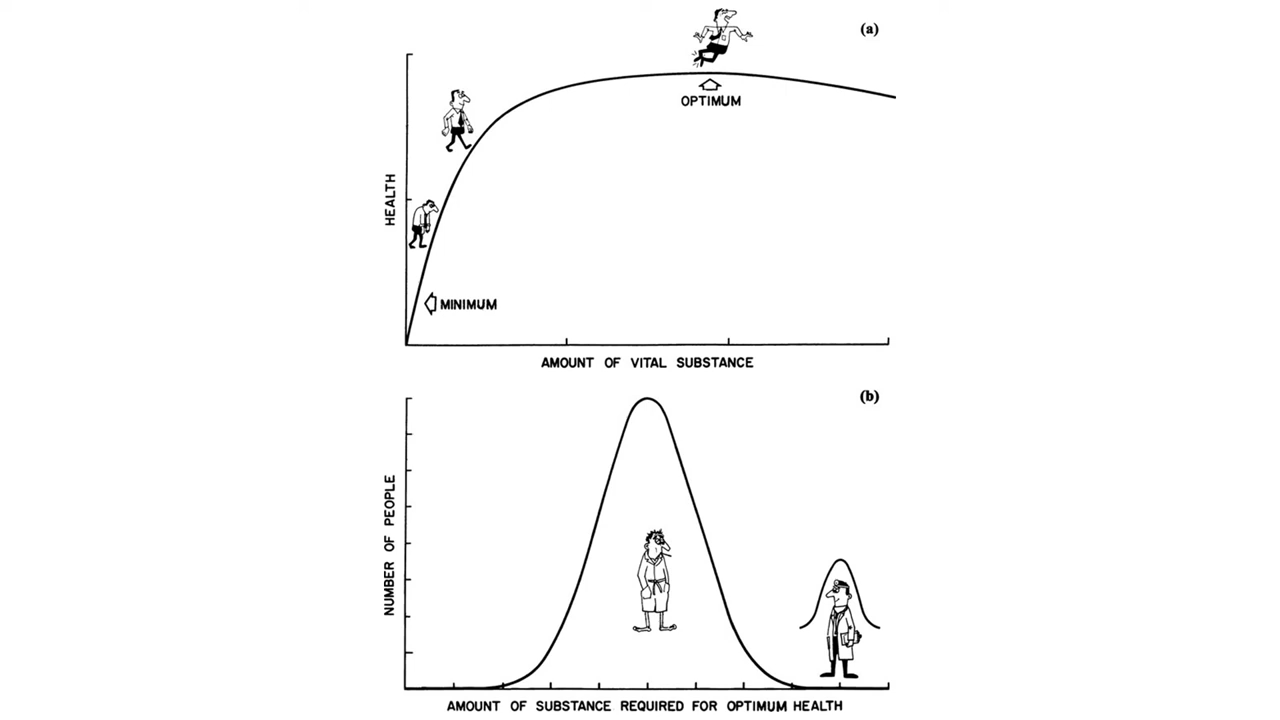 (a)
OPTIMUM
HEALTH
MINIMUM
AMOUNT OF VITAL SUBSTANCE
(b)
NUMBER OF PEOPLE
AMOUNT OF SUBSTANCE REQUIRED FOR OPTIMUM HEALTH